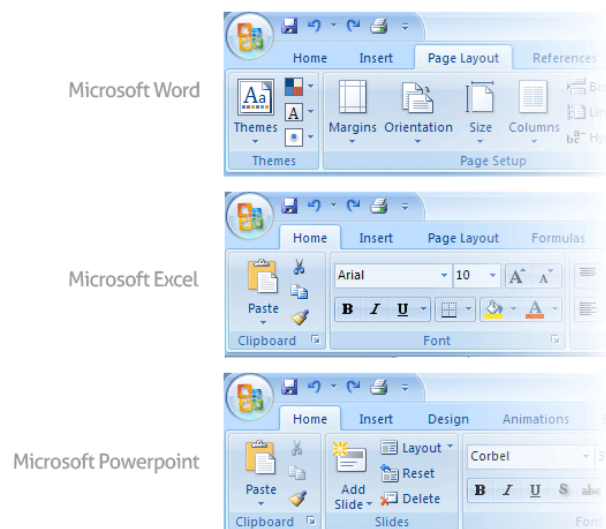 Microsoft Word
Home Insert Page Layout References
Aa
A
Themes Margins Orientation Size Columns
Themes Page Setup
Microsoft Excel
Home Insert Page Layout Formulas
Arial 10 A A
Paste B I U A
Clipboard Font
Microsoft Powerpoint
Home Insert Design Animations
Layout Corbel
Reset
Paste Add Slide Delete B I U S abc
Clipboard Slides Font